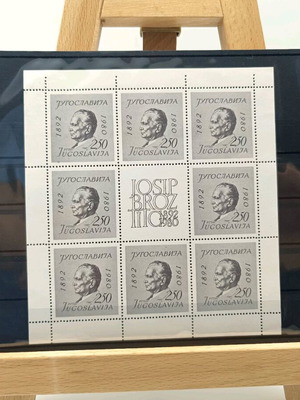 ЈУГОСЛАВИЈА ЈУГОСЛАВИЈА ЈУГОСЛАВИЈА
1892 1980 1892 1980 1892 1980
2.50 2.50 2.50
JUGOSLAVIJA JUGOSLAVIJA JUGOSLAVIJA
ЈУГОСЛАВИЈА ЈУГОСЛАВИЈА
1892 1980 1892 1980
2.50 2.50
JUGOSLAVIJA JUGOSLAVIJA
JOSIP
BROZ
TITO 1892
1980
ЈУГОСЛАВИЈА ЈУГОСЛАВИЈА ЈУГОСЛАВИЈА
1892 1980 1892 1980 1892 1980
2.50 2.50 2.50
JUGOSLAVIJA JUGOSLAVIJA JUGOSLAVIJA